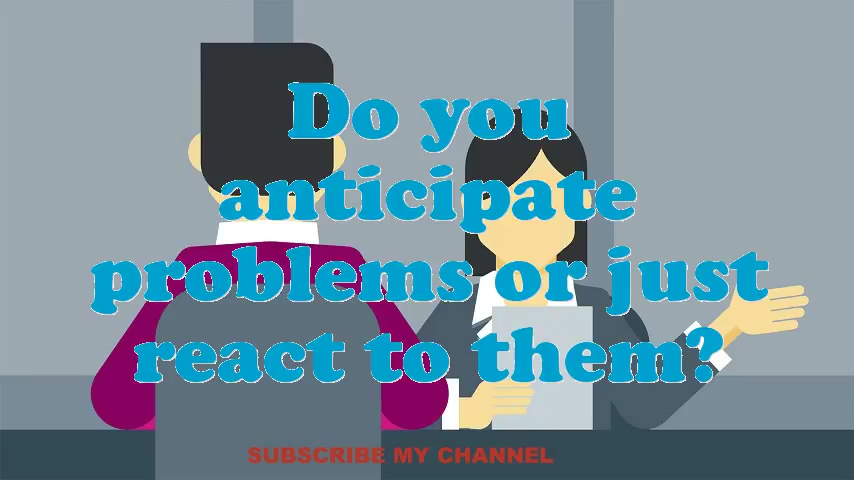 Do you
anticipate
problems or just
react to them?
SUBSCRIBE MY CHANNEL